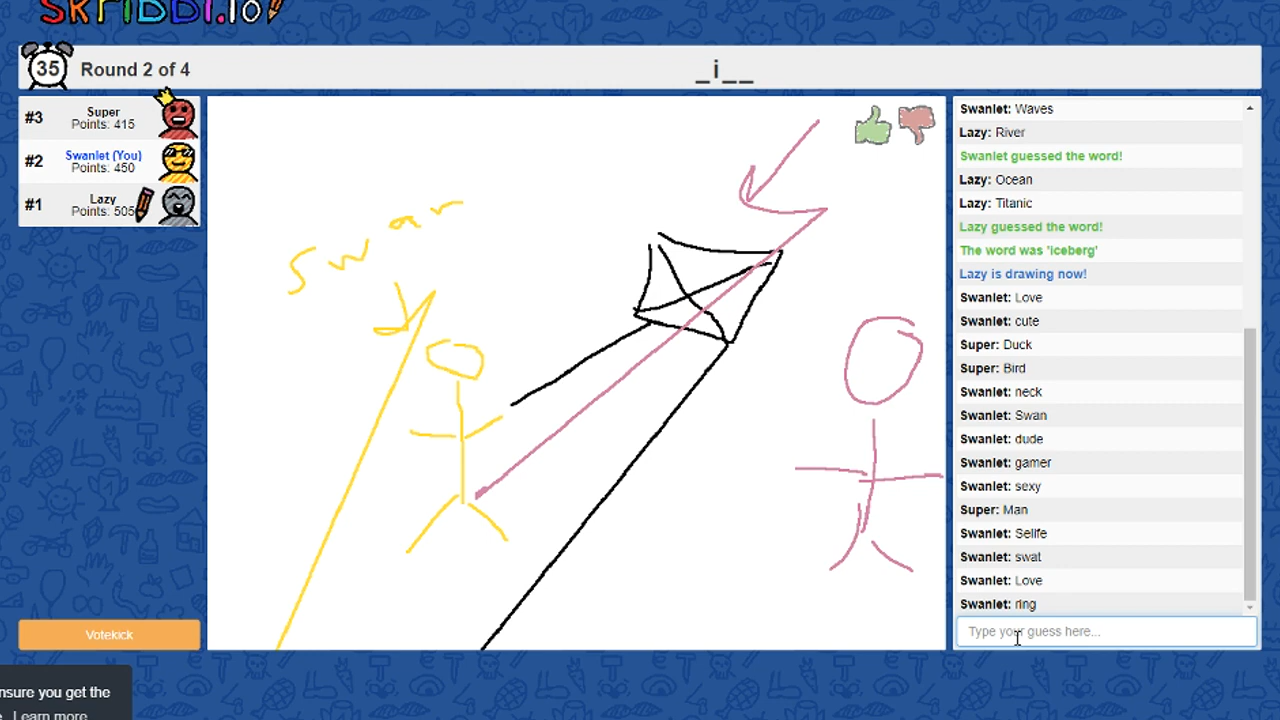 skribbl.io
35
Round 2 of 4
_i__
#3
Super
Points: 415
#2
Swanlet (You)
Points: 450
#1
Lazy
Points: 505
Swan
Swanlet: Waves
Lazy: River
Swanlet guessed the word!
Lazy: Ocean
Lazy: Titanic
Lazy guessed the word!
The word was 'iceberg'
Lazy is drawing now!
Swanlet: Love
Swanlet: cute
Super: Duck
Super: Bird
Swanlet: neck
Swanlet: Swan
Swanlet: dude
Swanlet: gamer
Swanlet: sexy
Super: Man
Swanlet: Selife
Swanlet: swat
Swanlet: Love
Swanlet: ring
Type your guess here...
Votekick
nsure you get the
Learn more